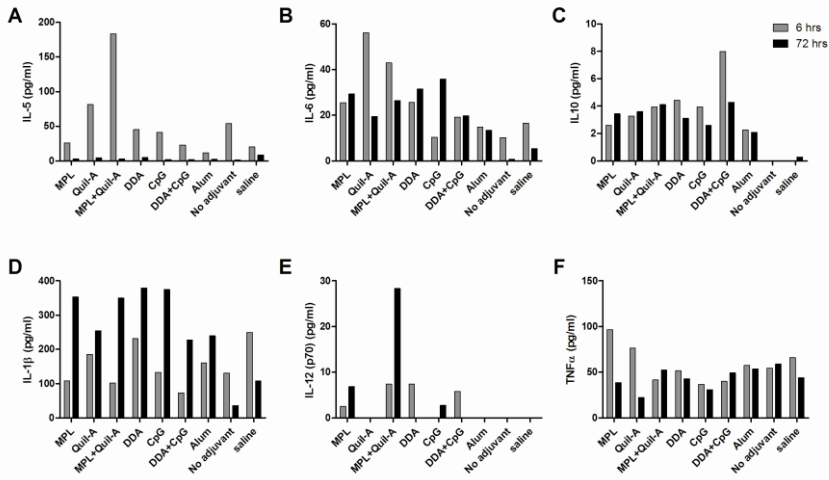 A
IL-5 (pg/ml)
200
150
100
50
0
MPL
Quil-A
MPL+Quil-A
DDA
CpG
DDA+CpG
Alum
No adjuvant
saline
B
IL-6 (pg/ml)
60
40
20
0
MPL
Quil-A
MPL+Quil-A
DDA
CpG
DDA+CpG
Alum
No adjuvant
saline
C
IL10 (pg/ml)
10
8
6
4
2
0
MPL
Quil-A
MPL+Quil-A
DDA
CpG
DDA+CpG
Alum
No adjuvant
saline
6 hrs
72 hrs
D
IL-1β (pg/ml)
400
300
200
100
0
MPL
Quil-A
MPL+Quil-A
DDA
CpG
DDA+CpG
Alum
No adjuvant
saline
E
IL-12 (p70) (pg/ml)
30
20
10
0
MPL
Quil-A
MPL+Quil-A
DDA
CpG
DDA+CpG
Alum
No adjuvant
saline
F
TNFα (pg/ml)
150
100
50
0
MPL
Quil-A
MPL+Quil-A
DDA
CpG
DDA+CpG
Alum
No adjuvant
saline